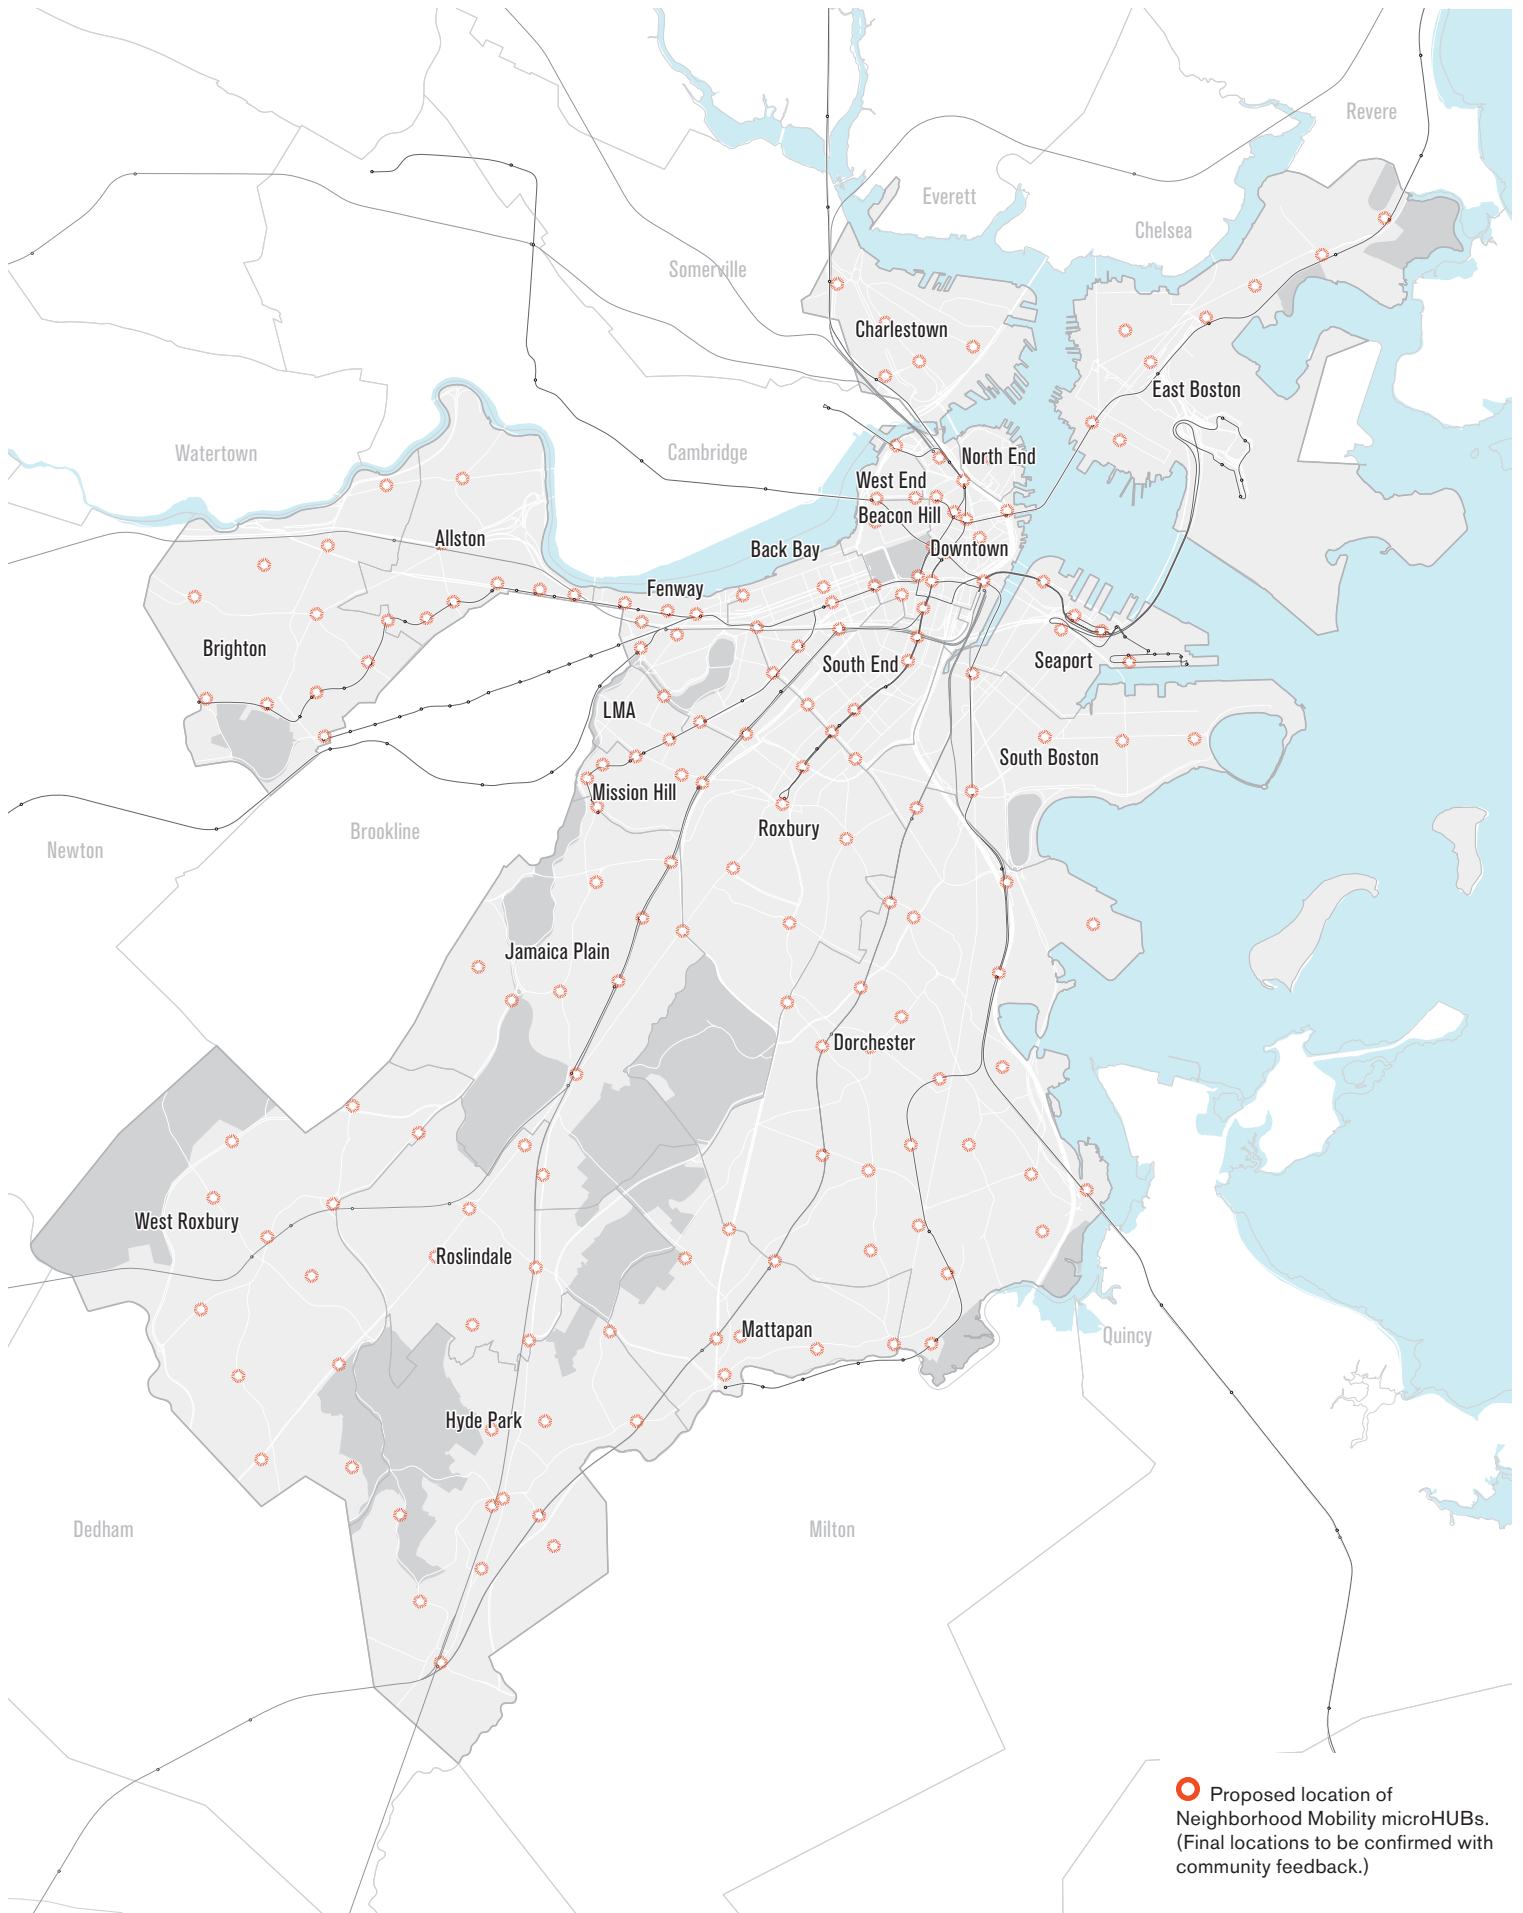 Revere
Everett
Chelsea
Somerville
Charlestown
East Boston
Watertown
Cambridge
North End
West End
Beacon Hill
Allston
Back Bay
Downtown
Fenway
Brighton
South End
Seaport
LMA
South Boston
Mission Hill
Roxbury
Brookline
Newton
Jamaica Plain
Dorchester
West Roxbury
Roslindale
Mattapan
Quincy
Hyde Park
Dedham
Milton
Proposed location of
Neighborhood Mobility microHUBs.
(Final locations to be confirmed with
community feedback.)